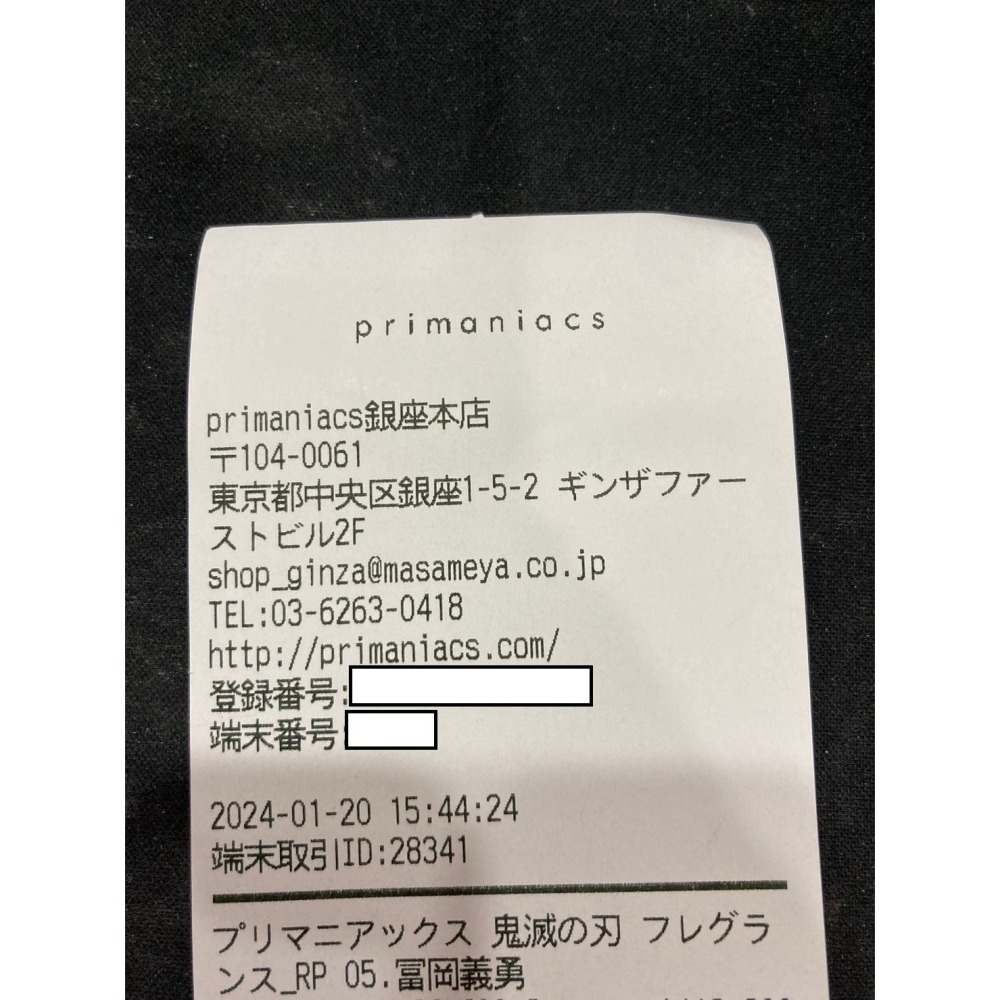 primaniacs
primaniacs銀座本店
〒104-0061
東京都中央区銀座1-5-2 ギンザファー
ストビル2F
shop_ginza@masameya.co.jp
TEL:03-6263-0418
http://primaniacs.com/
登録番号:
端末番号
2024-01-20 15:44:24
端末取引ID:28341
プリマニアックス 鬼滅の刃 フレグラ
ンス_RP 05.冨岡義勇